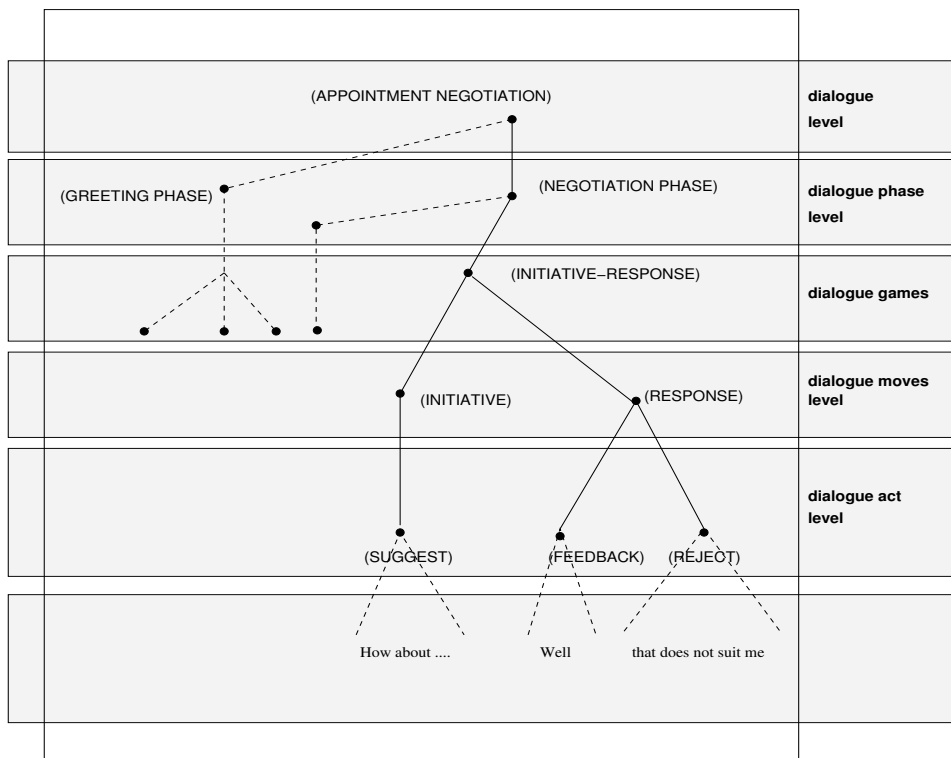 (APPOINTMENT NEGOTIATION)
dialogue
level
(GREETING PHASE)
(NEGOTIATION PHASE)
dialogue phase
level
(INITIATIVE−RESPONSE)
dialogue games
(INITIATIVE)
(RESPONSE)
dialogue moves
level
dialogue act
level
(SUGGEST)
(FEEDBACK)
(REJECT)
How about ....
Well
that does not suit me